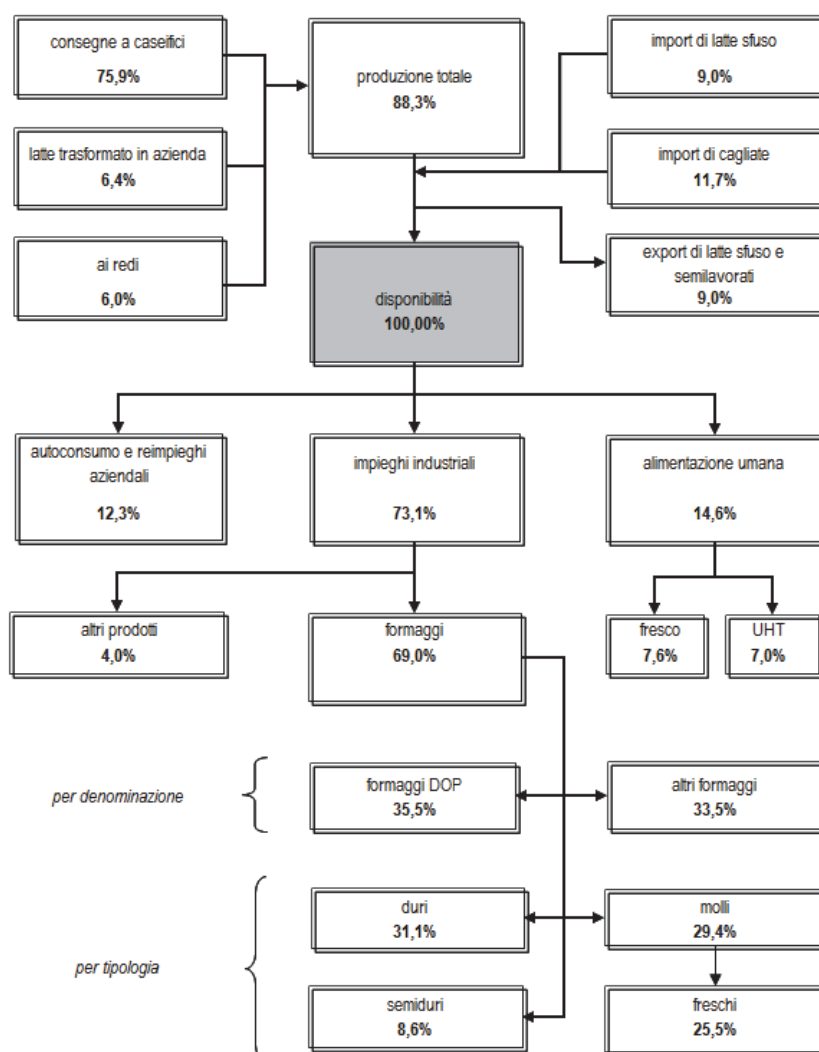 consegne a caseifici
75,9%
produzione totale
88,3%
import di latte sfuso
9,0%
latte trasformato in azienda
6,4%
import di cagliate
11,7%
ai redi
6,0%
export di latte sfuso e
semilavorati
9,0%
disponibilità
100,00%
autoconsumo e reimpieghi
aziendali
12,3%
impieghi industriali
73,1%
alimentazione umana
14,6%
altri prodotti
4,0%
formaggi
69,0%
fresco
7,6%
UHT
7,0%
per denominazione
formaggi DOP
35,5%
altri formaggi
33,5%
per tipologia
duri
31,1%
molli
29,4%
semiduri
8,6%
freschi
25,5%